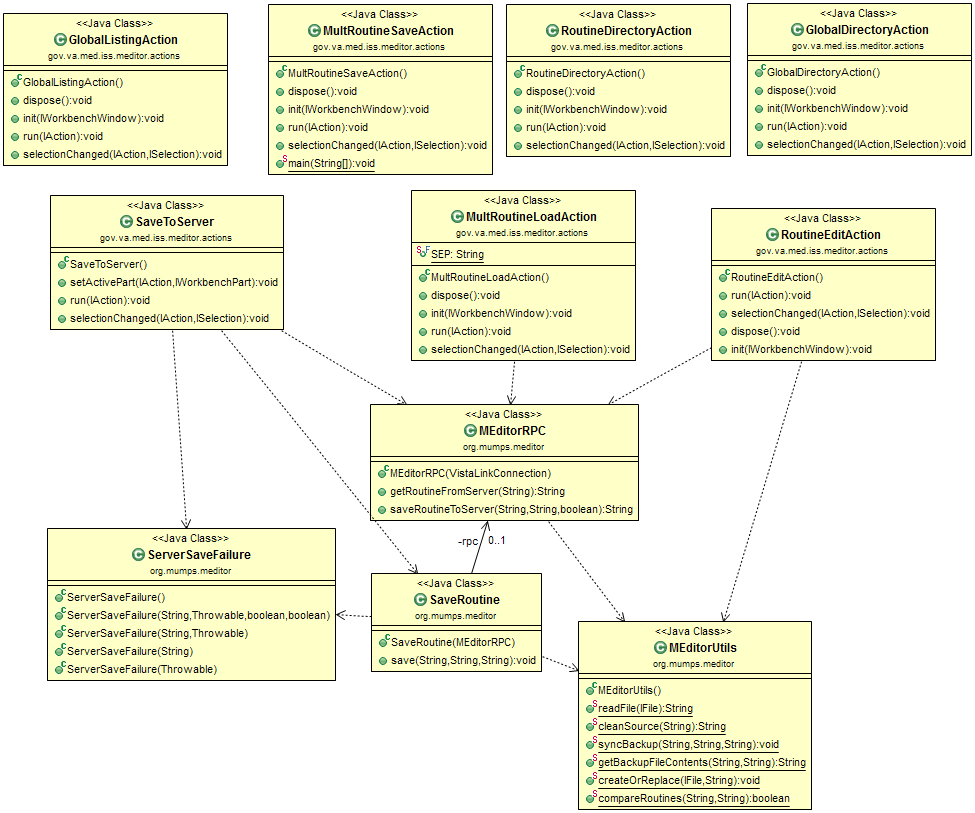 <<Java Class>>
GlobalListingAction
gov.va.med.iss.meditor.actions
GlobalListingAction()
dispose():void
init(IWorkbenchWindow):void
run(IAction):void
selectionChanged(IAction,ISelection):void
<<Java Class>>
MultRoutineSaveAction
gov.va.med.iss.meditor.actions
MultRoutineSaveAction()
dispose():void
init(IWorkbenchWindow):void
run(IAction):void
selectionChanged(IAction,ISelection):void
main(String[]):void
<<Java Class>>
RoutineDirectoryAction
gov.va.med.iss.meditor.actions
RoutineDirectoryAction()
dispose():void
init(IWorkbenchWindow):void
run(IAction):void
selectionChanged(IAction,ISelection):void
<<Java Class>>
GlobalDirectoryAction
gov.va.med.iss.meditor.actions
GlobalDirectoryAction()
dispose():void
init(IWorkbenchWindow):void
run(IAction):void
selectionChanged(IAction,ISelection):void
<<Java Class>>
SaveToServer
gov.va.med.iss.meditor.actions
SaveToServer()
setActivePart(IAction,IWorkbenchPart):void
run(IAction):void
selectionChanged(IAction,ISelection):void
<<Java Class>>
MultRoutineLoadAction
gov.va.med.iss.meditor.actions
SEP: String
MultRoutineLoadAction()
dispose():void
init(IWorkbenchWindow):void
run(IAction):void
selectionChanged(IAction,ISelection):void
<<Java Class>>
RoutineEditAction
gov.va.med.iss.meditor.actions
RoutineEditAction()
run(IAction):void
selectionChanged(IAction,ISelection):void
dispose():void
init(IWorkbenchWindow):void
<<Java Class>>
MEditorRPC
org.mumps.meditor
MEditorRPC(VistaLinkConnection)
getRoutineFromServer(String):String
saveRoutineToServer(String,String,boolean):String
-rpc 0..1
<<Java Class>>
ServerSaveFailure
org.mumps.meditor
ServerSaveFailure()
ServerSaveFailure(String,Throwable,boolean,boolean)
ServerSaveFailure(String,Throwable)
ServerSaveFailure(String)
ServerSaveFailure(Throwable)
<<Java Class>>
SaveRoutine
org.mumps.meditor
SaveRoutine(MEditorRPC)
save(String,String,String):void
<<Java Class>>
MEditorUtils
org.mumps.meditor
MEditorUtils()
readFile(IFile):String
cleanSource(String):String
syncBackup(String,String,String):void
getBackupFileContents(String,String):String
createOrReplace(IFile,String):void
compareRoutines(String,String):boolean